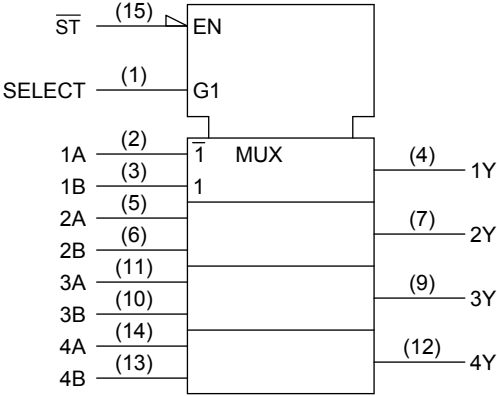 S̅T̅ (15) EN
SELECT (1) G1
1A (2) 1̅ MUX (4) 1Y
1B (3) 1
2A (5) (7) 2Y
2B (6)
3A (11) (9) 3Y
3B (10)
4A (14) (12) 4Y
4B (13)